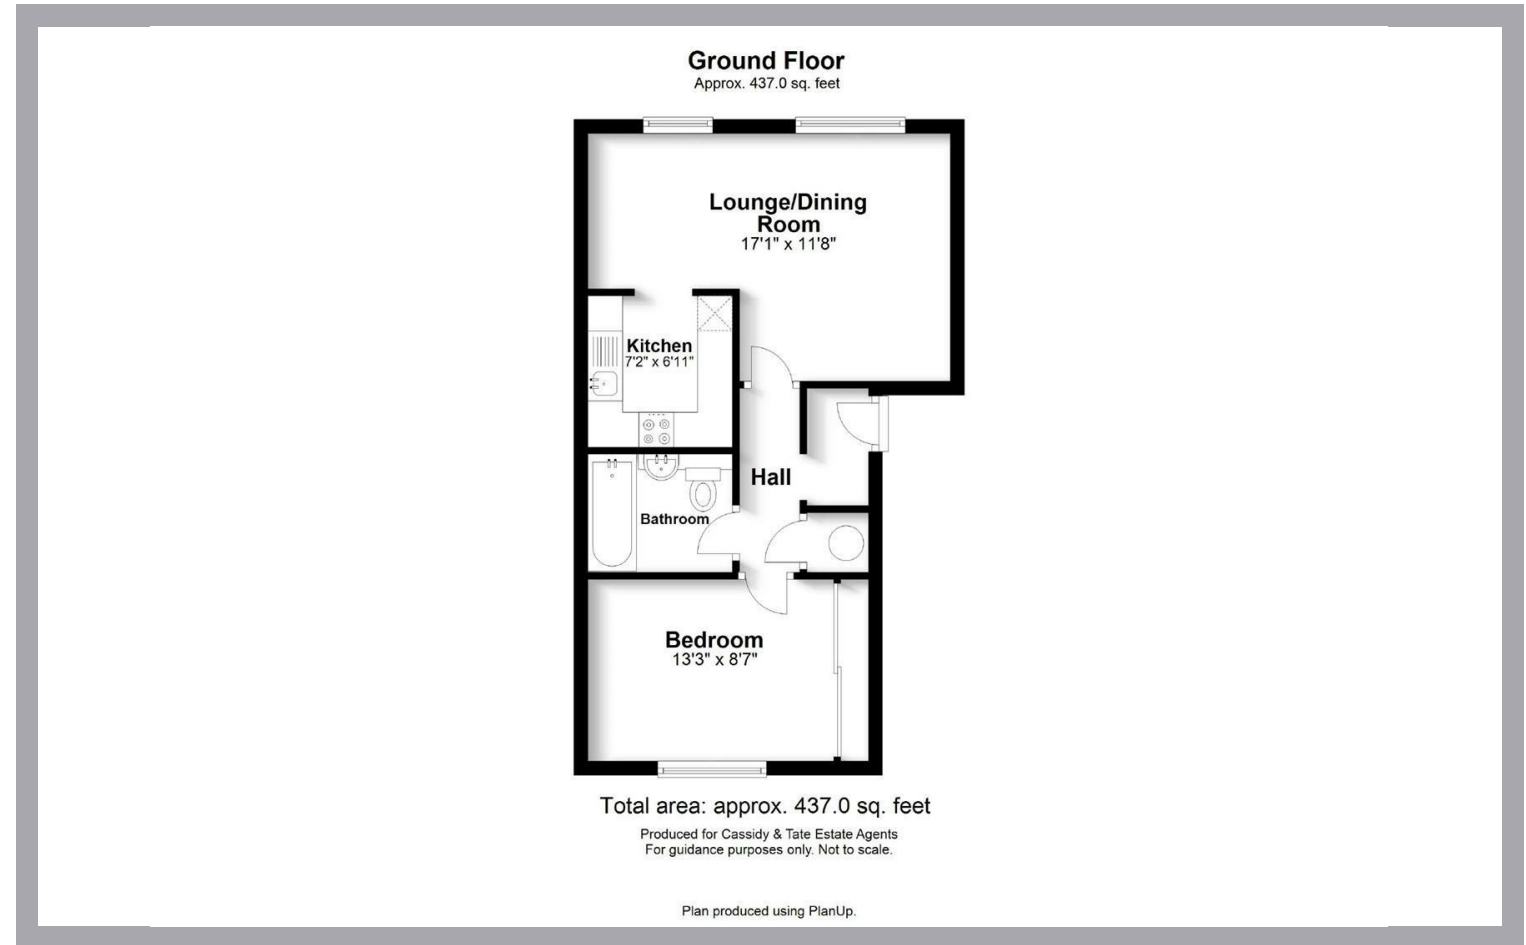 Ground Floor
Approx. 437.0 sq. feet
Lounge/Dining
Room
17'1" x 11'8"
Kitchen
7'2" x 6'11"
Hall
Bathroom
Bedroom
13'3" x 8'7"
Total area: approx. 437.0 sq. feet
Produced for Cassidy & Tate Estate Agents
For guidance purposes only. Not to scale.
Plan produced using PlanUp.